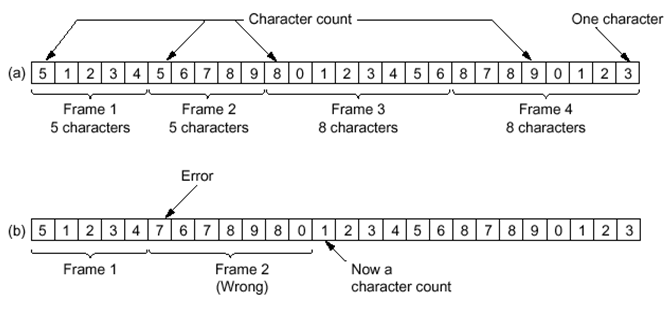 Character count One character
(a) 5 1 2 3 4 5 6 7 8 9 8 0 1 2 3 4 5 6 8 7 8 9 0 1 2 3
Frame 1 Frame 2 Frame 3 Frame 4
5 characters 5 characters 8 characters 8 characters
Error
(b) 5 1 2 3 4 7 6 7 8 9 8 0 1 2 3 4 5 6 8 7 8 9 0 1 2 3
Frame 1 Frame 2 Now a
(Wrong) character count